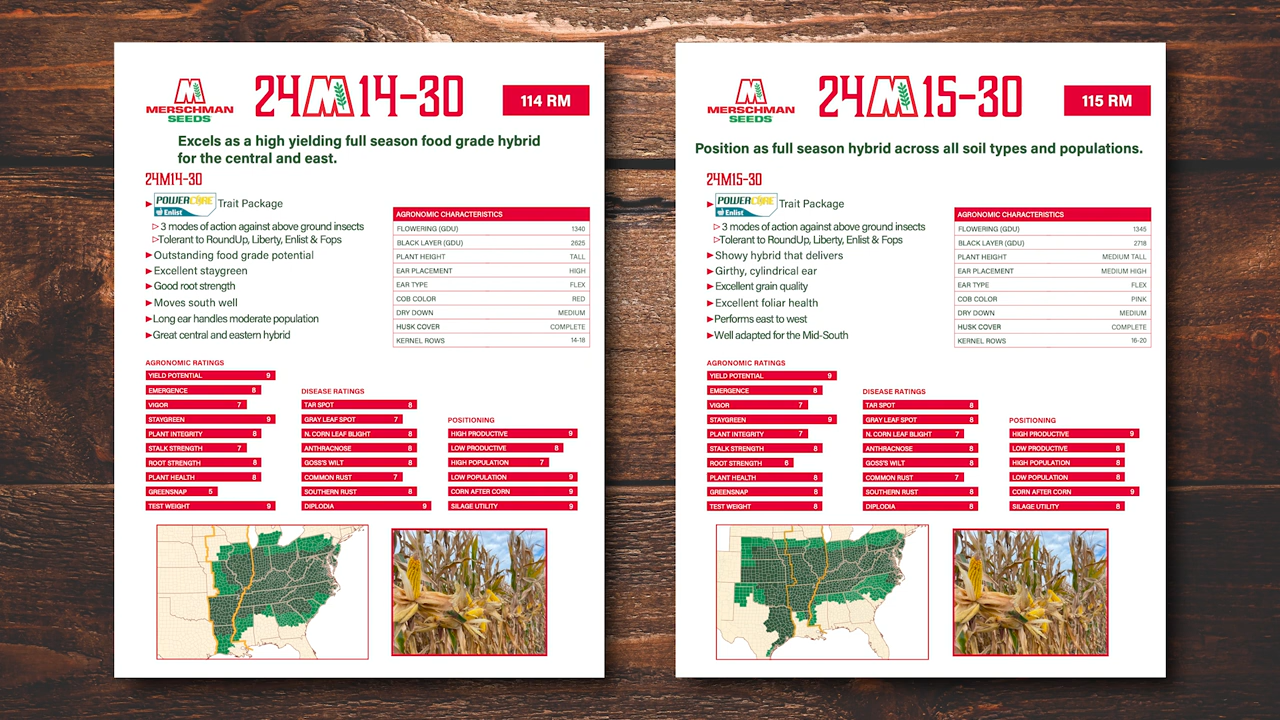 MERSCHMAN
SEEDS
24M14-30
114 RM
Excels as a high yielding full season food grade hybrid
for the central and east.
24M14-30
POWERCORE
Enlist
Trait Package
3 modes of action against above ground insects
Tolerant to RoundUp, Liberty, Enlist & Fops
Outstanding food grade potential
Excellent staygreen
Good root strength
Moves south well
Long ear handles moderate population
Great central and eastern hybrid
AGRONOMIC CHARACTERISTICS
FLOWERING (GDU) 1340
BLACK LAYER (GDU) 2625
PLANT HEIGHT TALL
EAR PLACEMENT HIGH
EAR TYPE FLEX
COB COLOR RED
DRY DOWN MEDIUM
HUSK COVER COMPLETE
KERNEL ROWS 14-18
AGRONOMIC RATINGS
YIELD POTENTIAL 9
EMERGENCE 8
VIGOR 7
STAYGREEN 9
PLANT INTEGRITY 8
STALK STRENGTH 7
ROOT STRENGTH 8
PLANT HEALTH 8
GREENSNAP 5
TEST WEIGHT 9
DISEASE RATINGS
TAR SPOT 8
GRAY LEAF SPOT 7
N. CORN LEAF BLIGHT 8
ANTHRACNOSE 8
GOSS'S WILT 8
COMMON RUST 7
SOUTHERN RUST 8
DIPLODIA 9
POSITIONING
HIGH PRODUCTIVE 9
LOW PRODUCTIVE 8
HIGH POPULATION 7
LOW POPULATION 9
CORN AFTER CORN 9
SILAGE UTILITY 9
MERSCHMAN
SEEDS
24M15-30
115 RM
Position as full season hybrid across all soil types and populations.
24M15-30
POWERCORE
Enlist
Trait Package
3 modes of action against above ground insects
Tolerant to RoundUp, Liberty, Enlist & Fops
Showy hybrid that delivers
Girthy, cylindrical ear
Excellent grain quality
Excellent foliar health
Performs east to west
Well adapted for the Mid-South
AGRONOMIC CHARACTERISTICS
FLOWERING (GDU) 1345
BLACK LAYER (GDU) 2718
PLANT HEIGHT MEDIUM TALL
EAR PLACEMENT MEDIUM HIGH
EAR TYPE FLEX
COB COLOR PINK
DRY DOWN MEDIUM
HUSK COVER COMPLETE
KERNEL ROWS 16-20
AGRONOMIC RATINGS
YIELD POTENTIAL 9
EMERGENCE 8
VIGOR 7
STAYGREEN 9
PLANT INTEGRITY 7
STALK STRENGTH 8
ROOT STRENGTH 6
PLANT HEALTH 8
GREENSNAP 8
TEST WEIGHT 8
DISEASE RATINGS
TAR SPOT 8
GRAY LEAF SPOT 8
N. CORN LEAF BLIGHT 7
ANTHRACNOSE 8
GOSS'S WILT 8
COMMON RUST 7
SOUTHERN RUST 8
DIPLODIA 8
POSITIONING
HIGH PRODUCTIVE 9
LOW PRODUCTIVE 8
HIGH POPULATION 8
LOW POPULATION 8
CORN AFTER CORN 9
SILAGE UTILITY 8